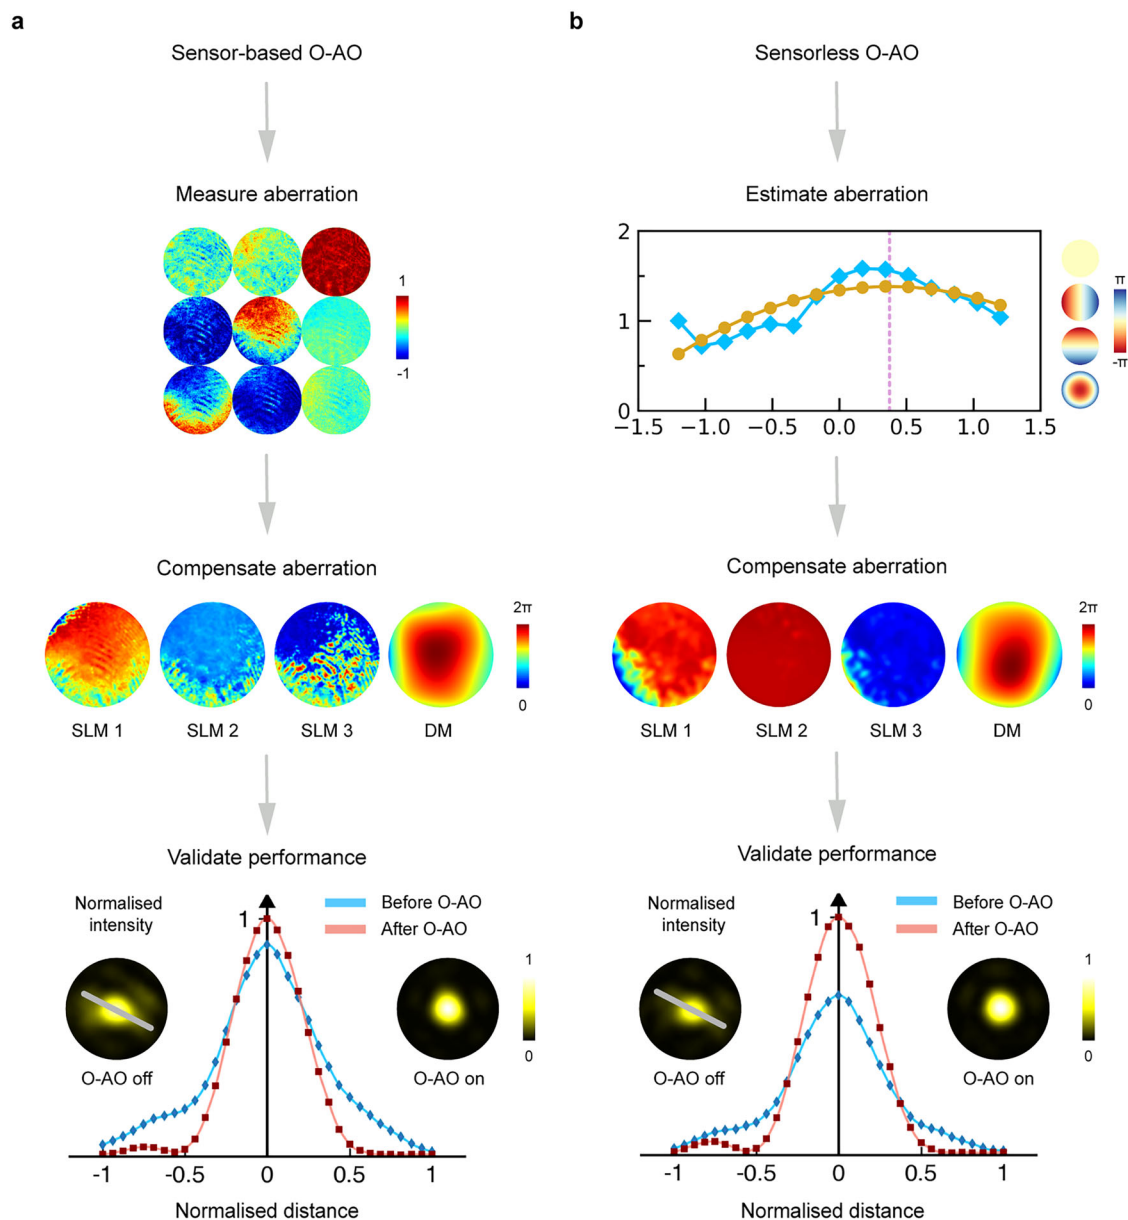 a
Sensor-based O-AO
Measure aberration
1
-1
Compensate aberration
2π
0
SLM 1
SLM 2
SLM 3
DM
Validate performance
Normalised
intensity
1
Before O-AO
After O-AO
1
0
O-AO off
O-AO on
-1
-0.5
0
0.5
1
Normalised distance
b
Sensorless O-AO
Estimate aberration
2
1
0
−1.5
−1.0
−0.5
0.0
0.5
1.0
1.5
π
-π
Compensate aberration
2π
0
SLM 1
SLM 2
SLM 3
DM
Validate performance
Normalised
intensity
1
Before O-AO
After O-AO
1
0
O-AO off
O-AO on
-1
-0.5
0
0.5
1
Normalised distance